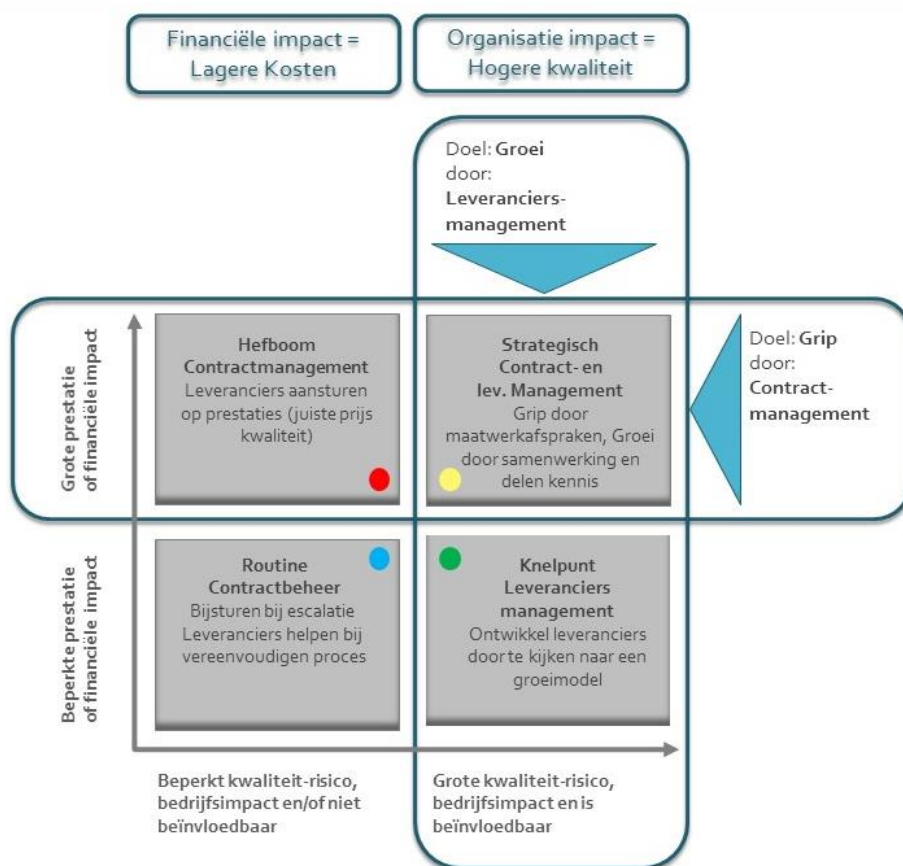 Financiële impact =
Lagere Kosten
Organisatie impact =
Hogere kwaliteit
Doel: Groei
door:
Leveranciers-
management
Grote prestatie
of financiële impact
Hefboom
Contractmanagement
Leveranciers aansturen
op prestaties (juiste prijs
kwaliteit)
Strategisch
Contract- en
lev. Management
Grip door
maatwerkafspraken, Groei
door samenwerking en
delen kennis
Doel: Grip
door:
Contract-
management
Beperkte prestatie
of financiële impact
Routine
Contractbeheer
Bijsturen bij escalatie
Leveranciers helpen bij
vereenvoudigen proces
Knelpunt
Leveranciers
management
Ontwikkel leveranciers
door te kijken naar een
groeimodel
Beperkt kwaliteit-risico,
bedrijfsimpact en/of niet
beïnvloedbaar
Grote kwaliteit-risico,
bedrijfsimpact en is
beïnvloedbaar